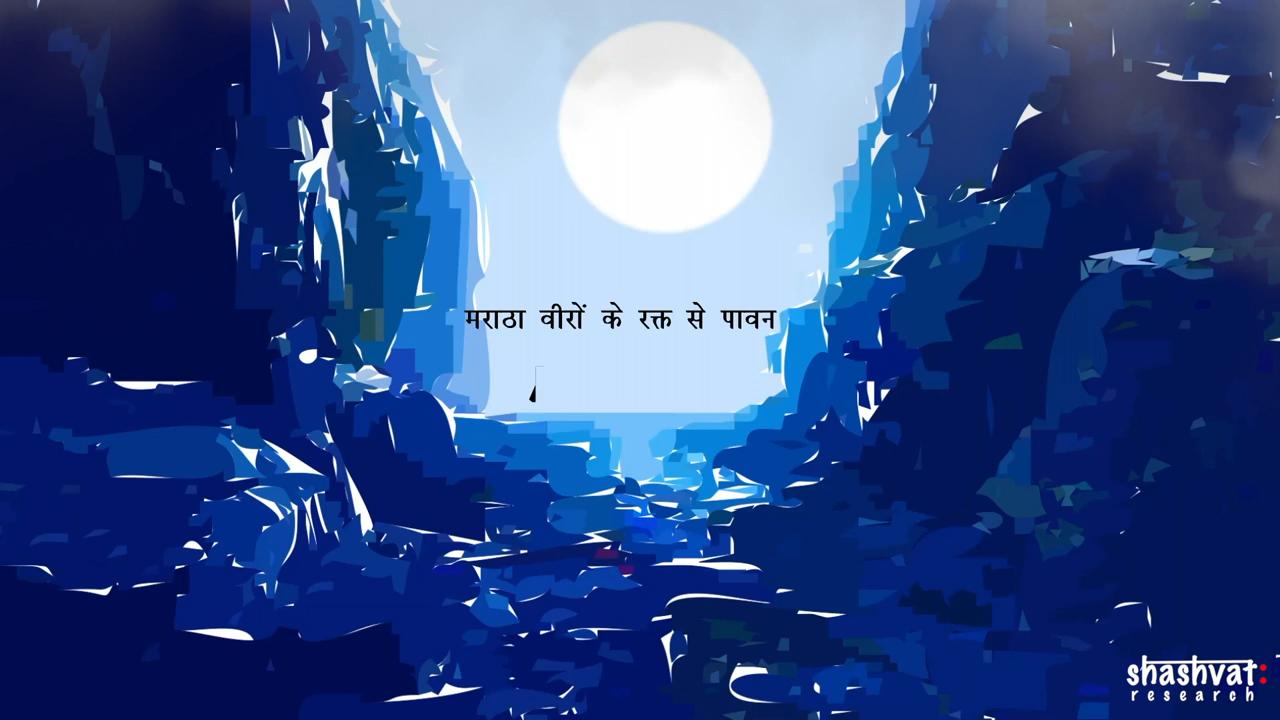 मराठा वीरों के रक्त से पावन
shashvat:
research